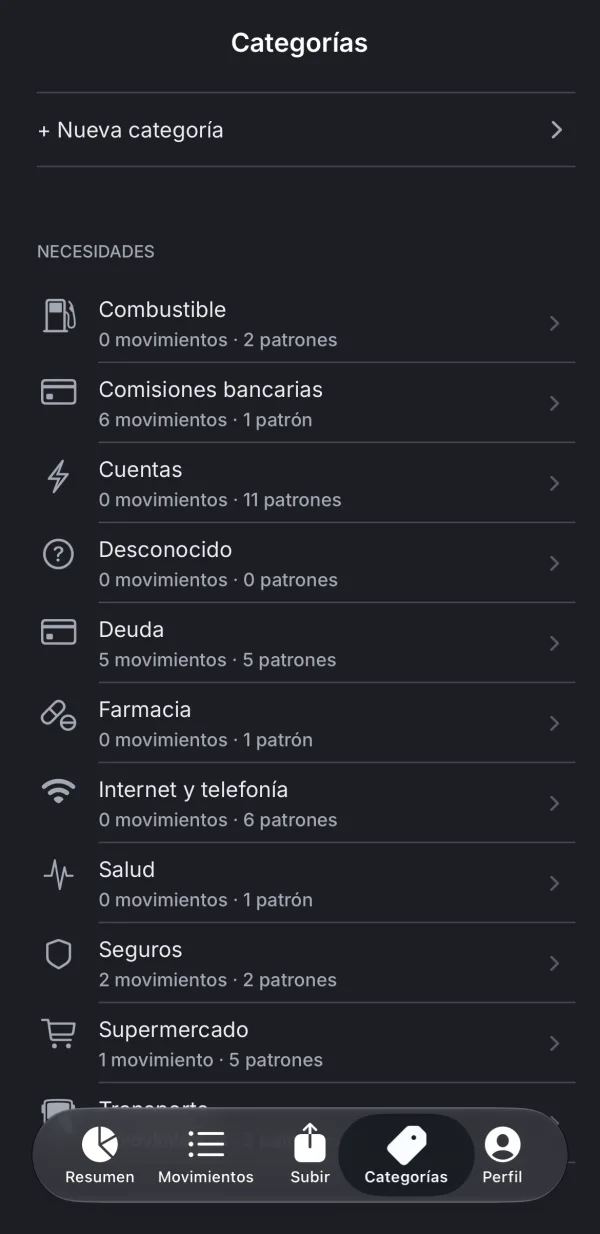 Categorías
+ Nueva categoría
NECESIDADES
Combustible
0 movimientos · 2 patrones
Comisiones bancarias
6 movimientos · 1 patrón
Cuentas
0 movimientos · 11 patrones
Desconocido
0 movimientos · 0 patrones
Deuda
5 movimientos · 5 patrones
Farmacia
0 movimientos · 1 patrón
Internet y telefonía
0 movimientos · 6 patrones
Salud
0 movimientos · 1 patrón
Seguros
2 movimientos · 2 patrones
Supermercado
1 movimiento · 5 patrones
Transporte
Resumen
Movimientos
Subir
Categorías
Perfil